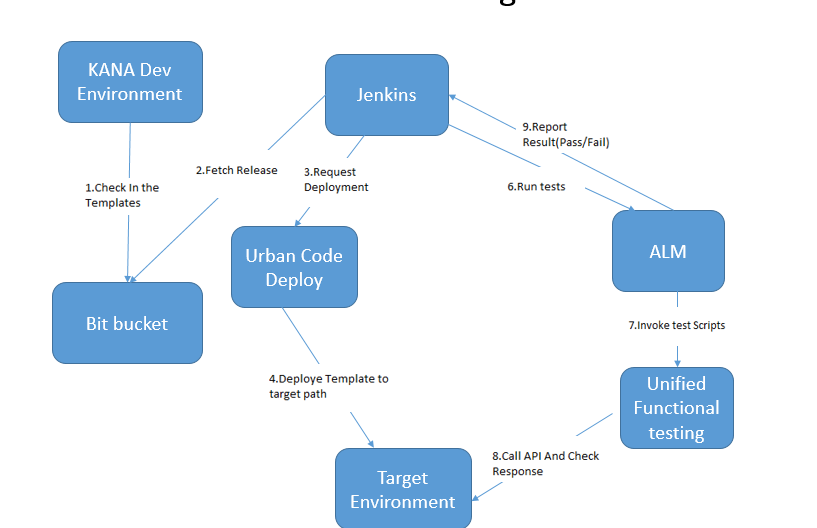 g
KANA Dev
Environment
Jenkins
9.Report
Result(Pass/Fail)
2.Fetch Release
3.Request
Deployment
1.Check In the
Templates
6.Run tests
Urban Code
Deploy
ALM
Bit bucket
7.Invoke test Scripts
4.Deploye Template to
target path
Unified
Functional
testing
8.Call API And Check
Response
Target
Environment